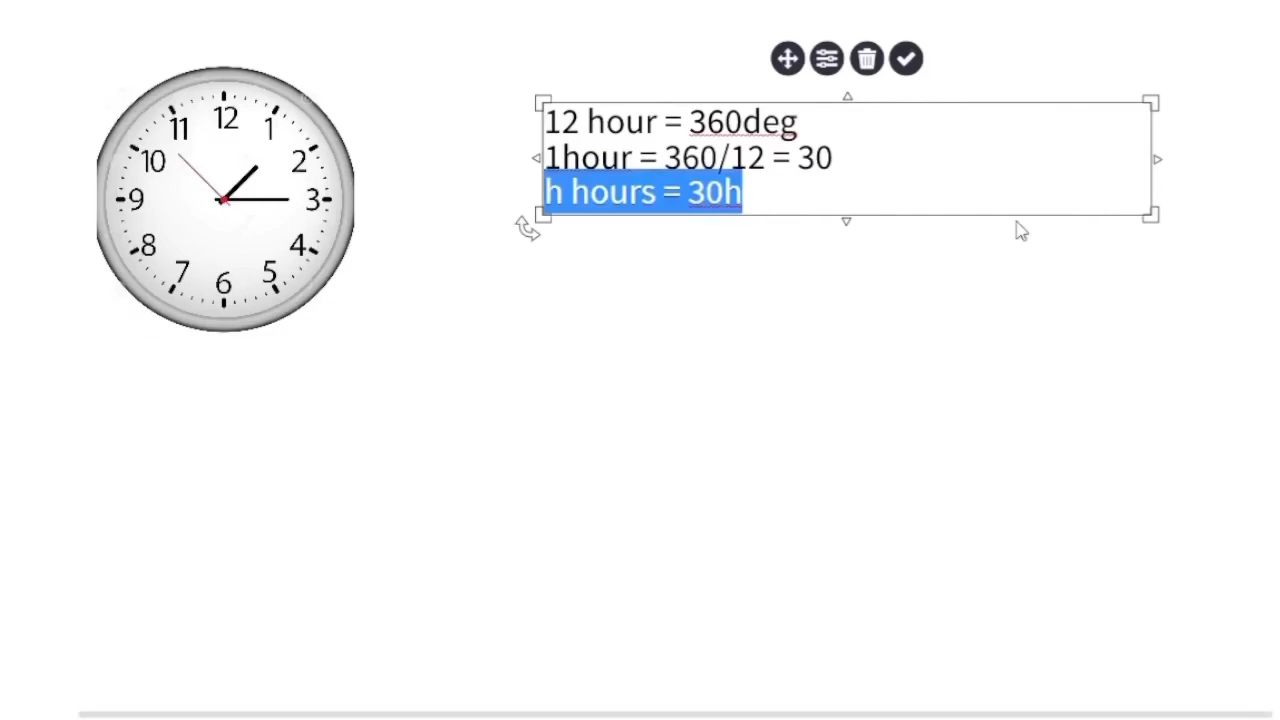 12
11 1
10 2
9 3
8 4
7 5
6
12 hour = 360deg
1hour = 360/12 = 30
h hours = 30h